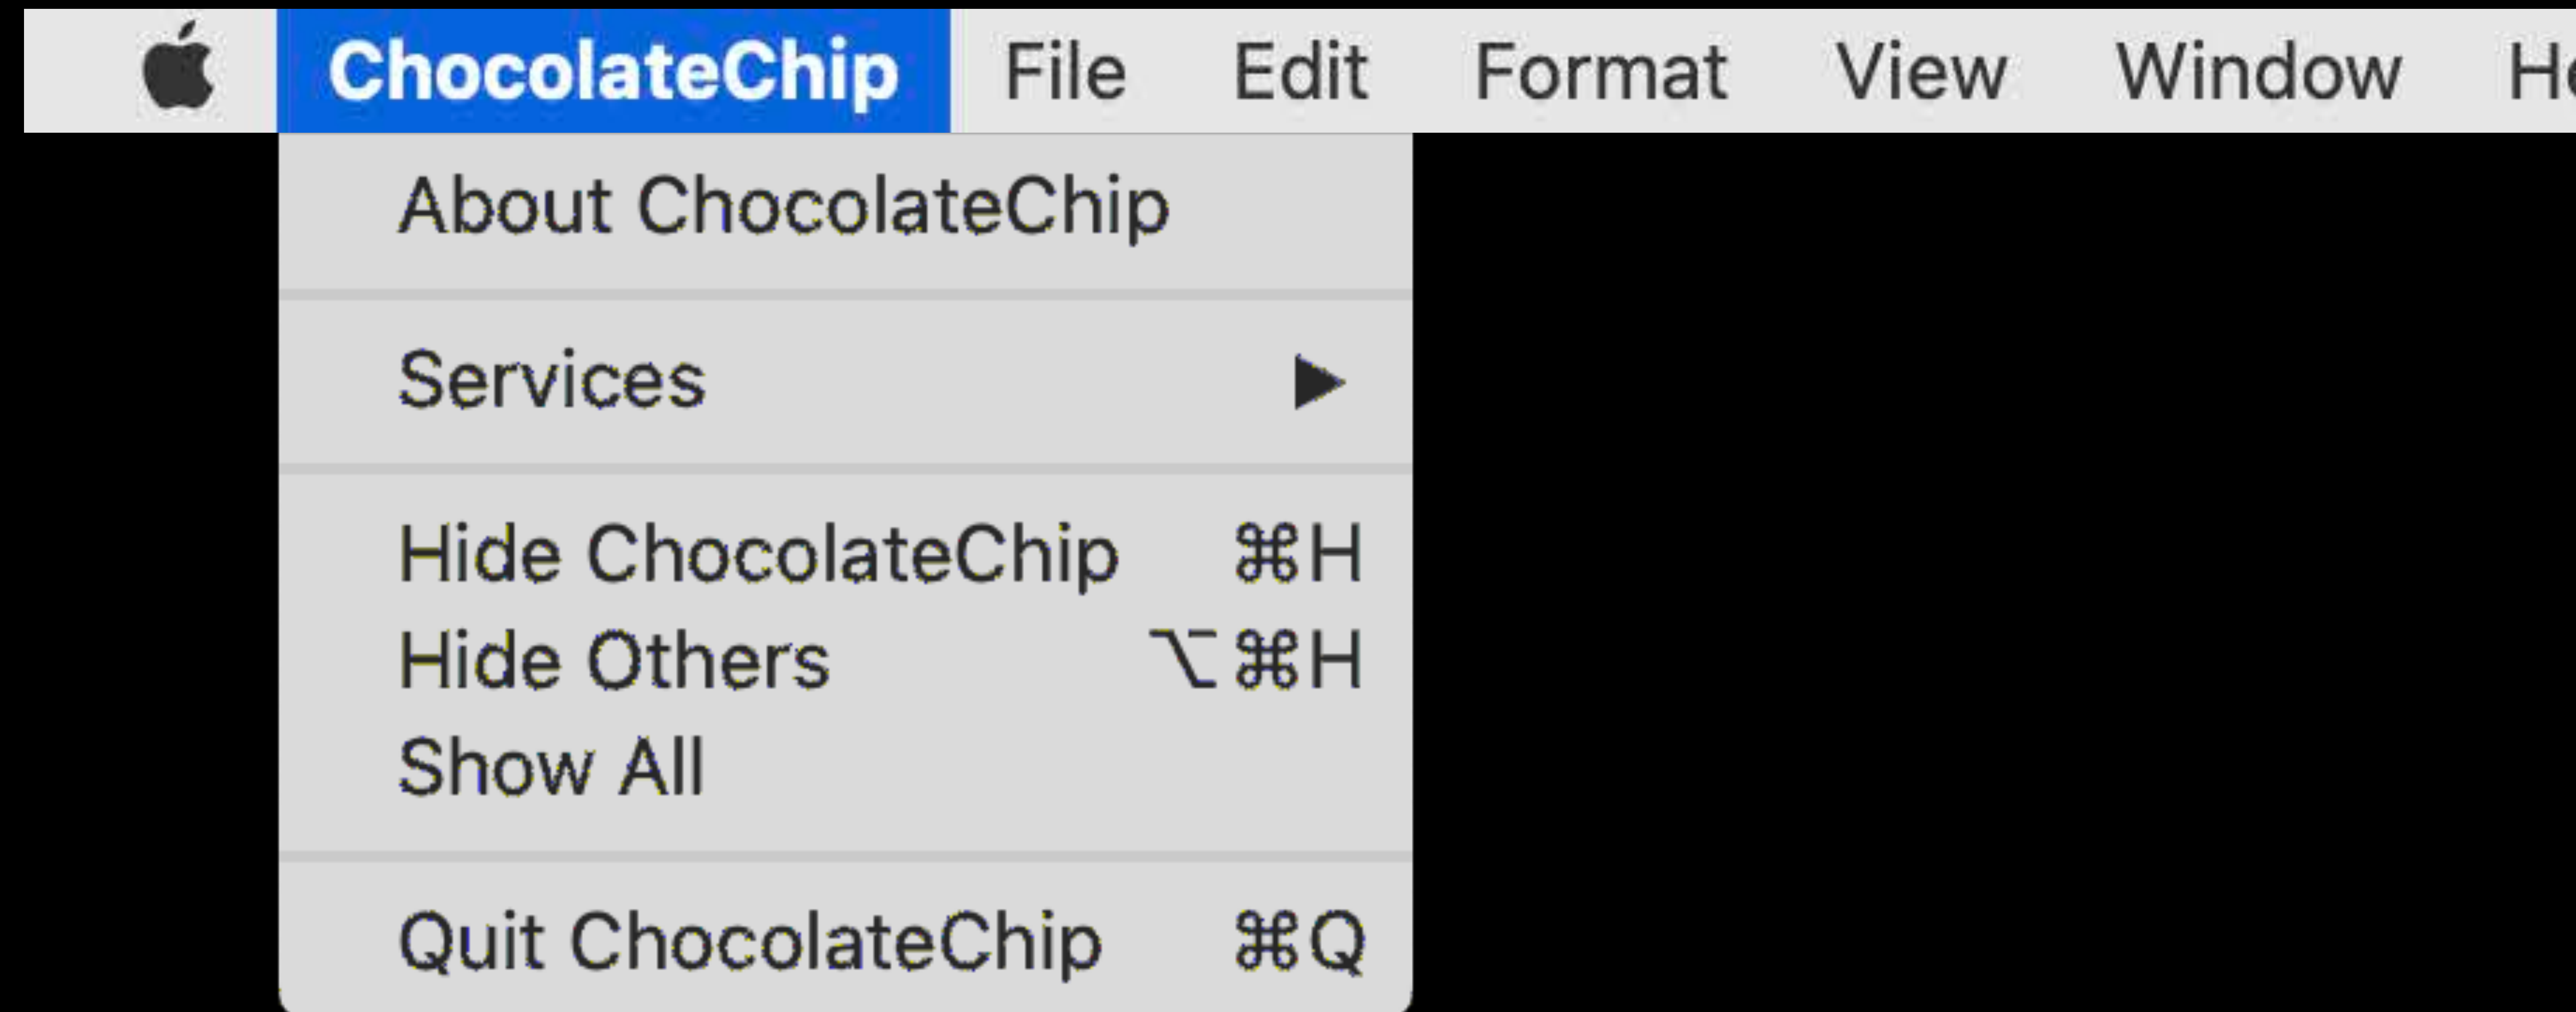 ChocolateChip File Edit Format View Window
About ChocolateChip
Services ▶
Hide ChocolateChip ⌘H
Hide Others ⌥⌘H
Show All
Quit ChocolateChip ⌘Q